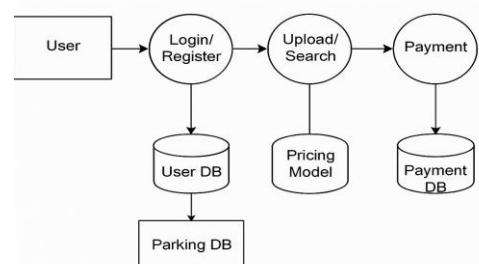 User
Login/
Register
Upload/
Search
Payment
User DB
Pricing
Model
Payment
DB
Parking DB